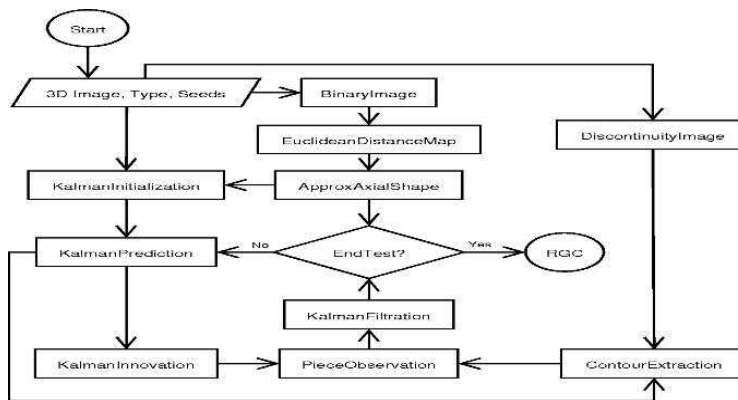 Start
3D Image, Type, Seeds
BinaryImage
EuclideanDistanceMap
DiscontinuityImage
KalmanInitialization
ApproxAxialShape
KalmanPrediction
No
EndTest?
Yes
RGC
KalmanFiltration
KalmanInnovation
PieceObservation
ContourExtraction